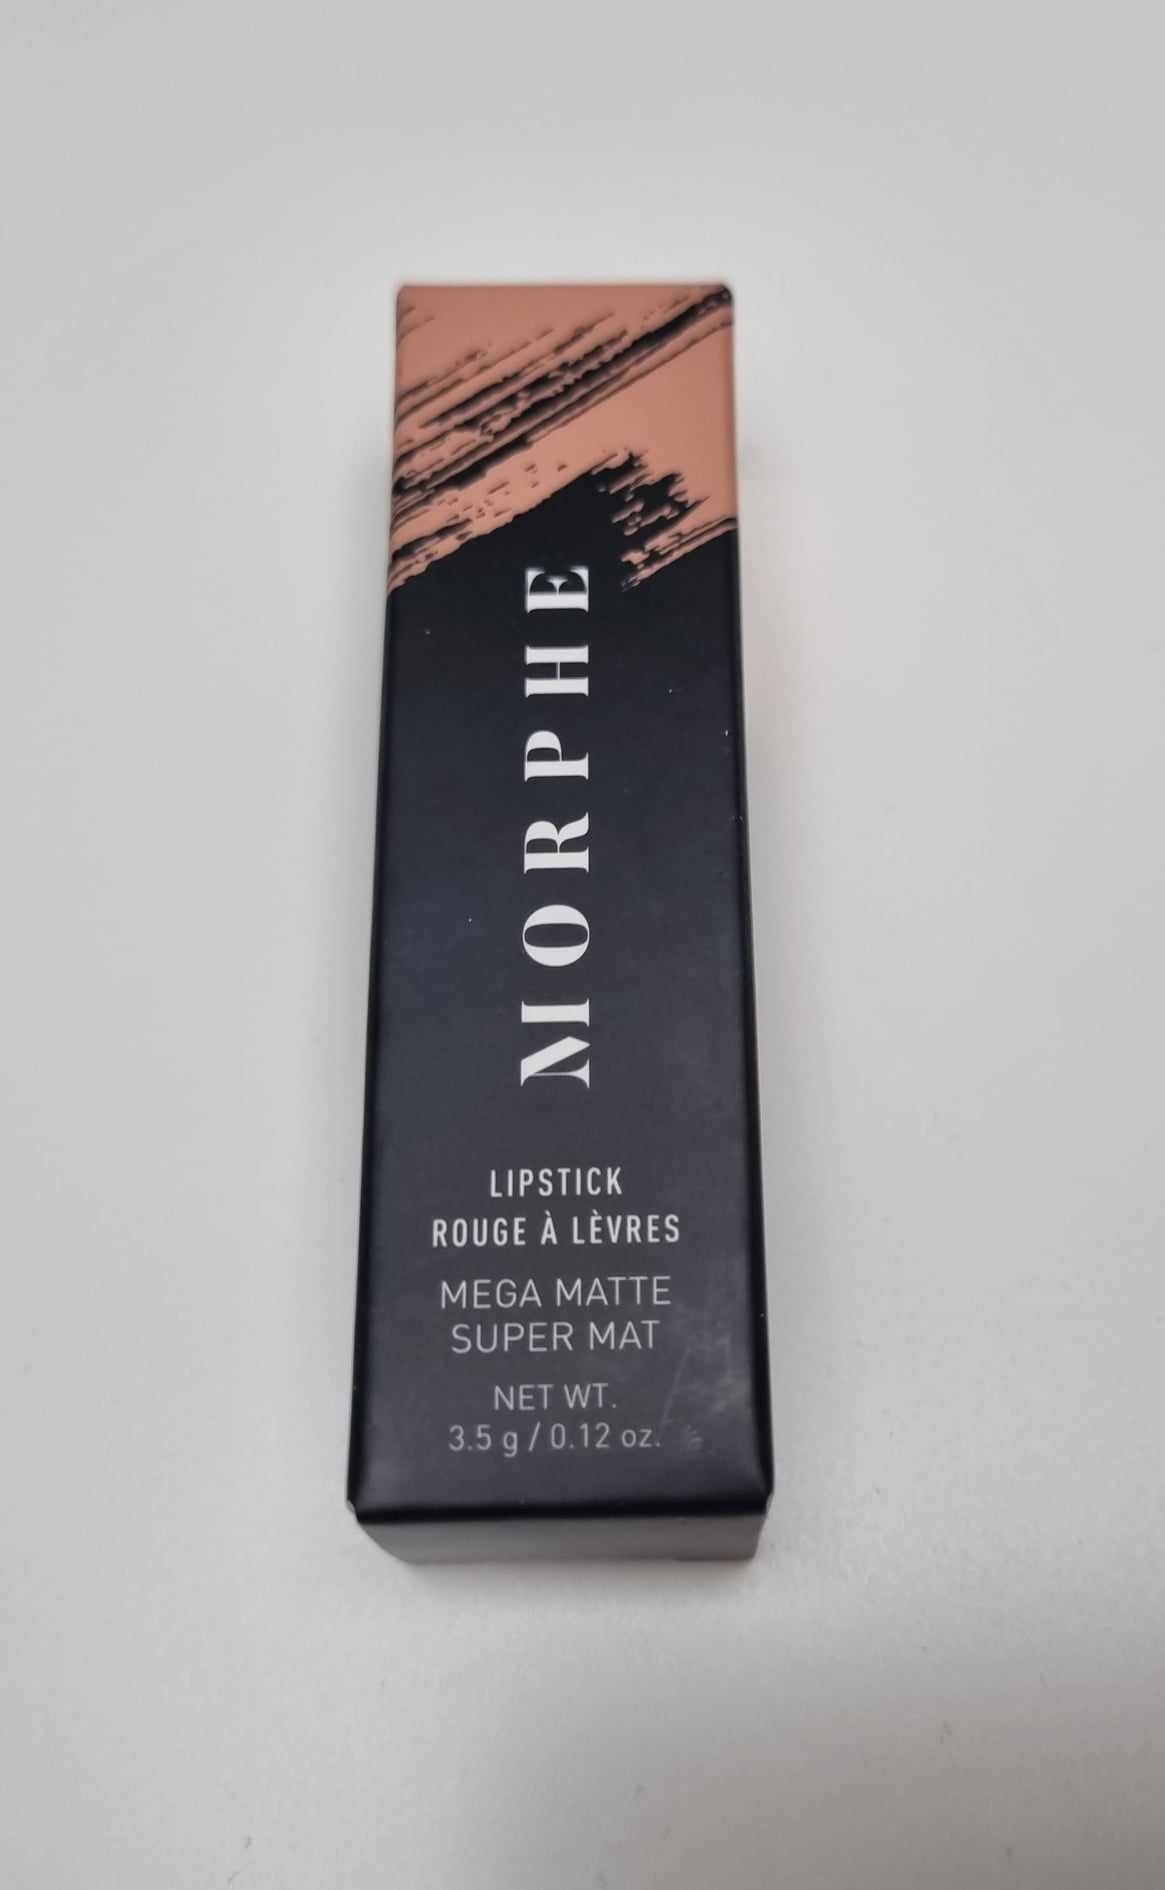 MORPHE
LIPSTICK
ROUGE À LÈVRES
MEGA MATTE
SUPER MAT
NET WT.
3.5 g / 0.12 oz.